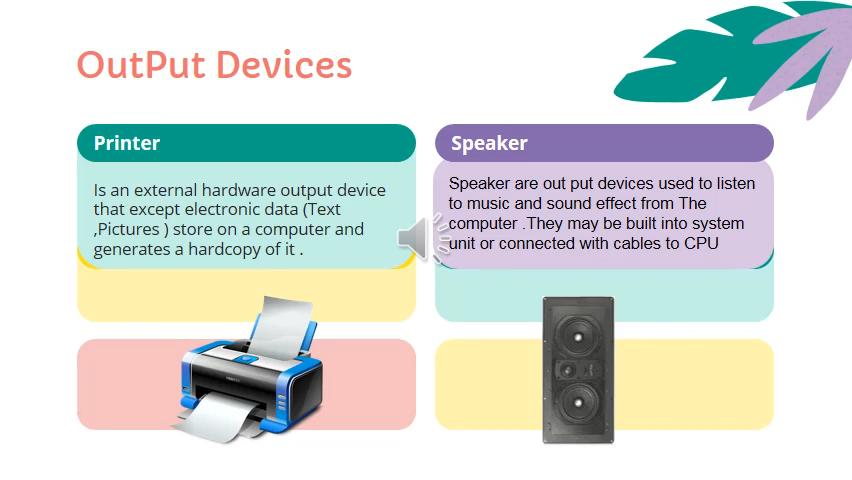 OutPut Devices
Printer
Is an external hardware output device
that except electronic data (Text
,Pictures ) store on a computer and
generates a hardcopy of it .
Speaker
Speaker are out put devices used to listen
to music and sound effect from The
computer .They may be built into system
unit or connected with cables to CPU